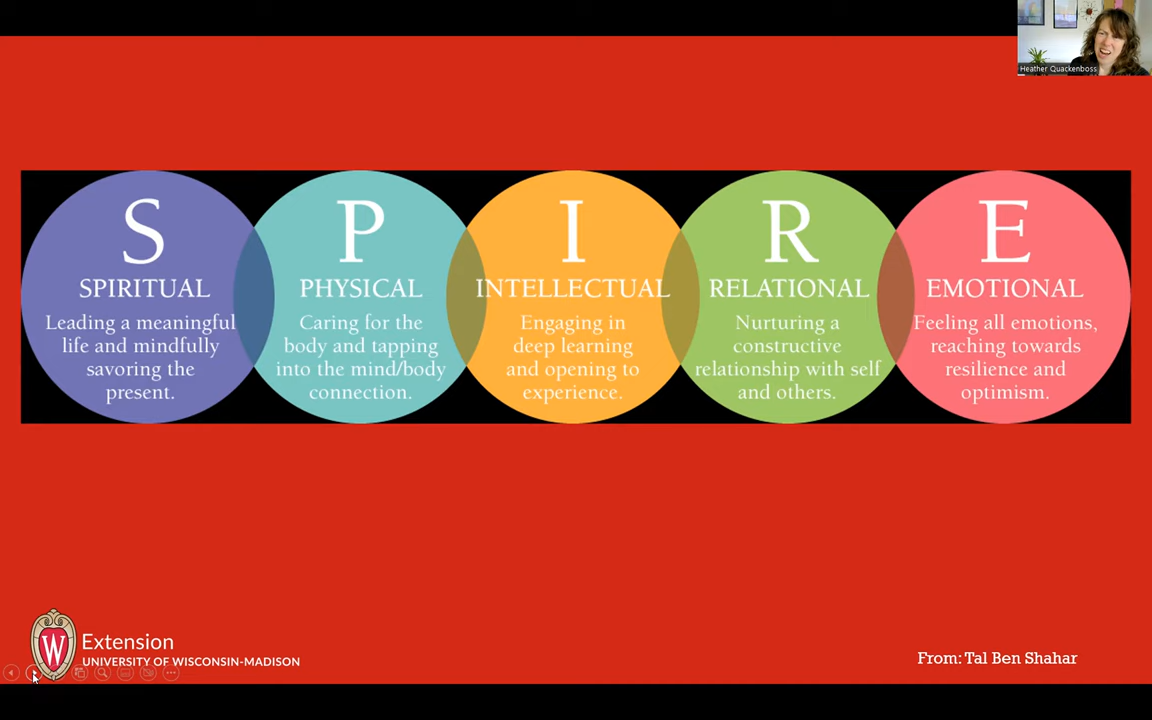 Heather Quackenboss
S
SPIRITUAL
Leading a meaningful
life and mindfully
savoring the
present.
P
PHYSICAL
Caring for the
body and tapping
into the mind/body
connection.
I
INTELLECTUAL
Engaging in
deep learning
and opening to
experience.
R
RELATIONAL
Nurturing a
constructive
relationship with self
and others.
E
EMOTIONAL
Feeling all emotions,
reaching towards
resilience and
optimism.
W
Extension
UNIVERSITY OF WISCONSIN-MADISON
From: Tal Ben Shahar